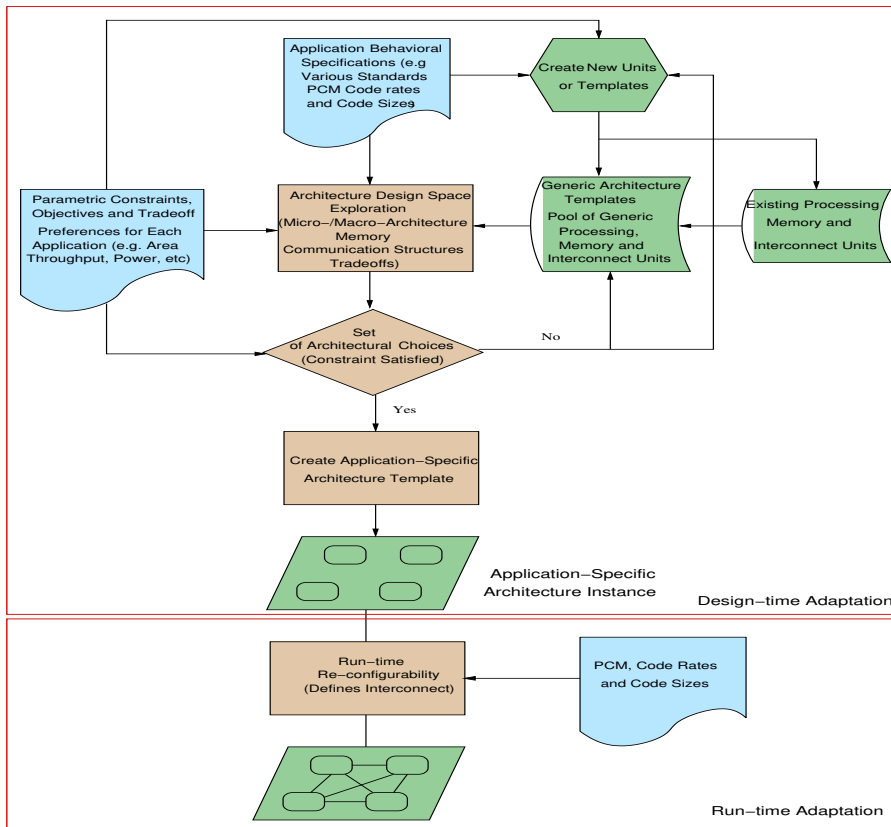 Application Behavioral
Specifications (e.g
Various Standards
PCM Code rates
and Code Sizes)
Create New Units
or Templates
Parametric Constraints,
Objectives and Tradeoff
Preferences for Each
Application (e.g. Area
Throughput, Power, etc)
Architecture Design Space
Exploration
(Micro-/Macro-Architecture
Memory
Communication Structures
Tradeoffs)
Generic Architecture
Templates
Pool of Generic
Processing,
Memory and
Interconnect Units
Existing Processing
Memory and
Interconnect Units
Set
of Architectural Choices
(Constraint Satisfied)
No
Yes
Create Application-Specific
Architecture Template
Application-Specific
Architecture Instance
Design-time Adaptation
Run-time
Re-configurability
(Defines Interconnect)
PCM, Code Rates
and Code Sizes
Run-time Adaptation